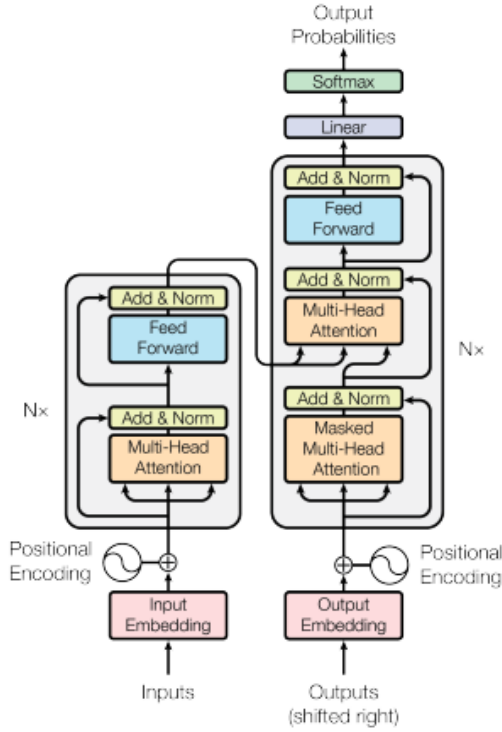 Output
Probabilities
Softmax
Linear
Add & Norm
Feed
Forward
Add & Norm
Multi-Head
Attention
Add & Norm
Masked
Multi-Head
Attention
N×
Add & Norm
Feed
Forward
N×
Add & Norm
Multi-Head
Attention
Positional
Encoding
Positional
Encoding
Input
Embedding
Output
Embedding
Inputs
Outputs
(shifted right)